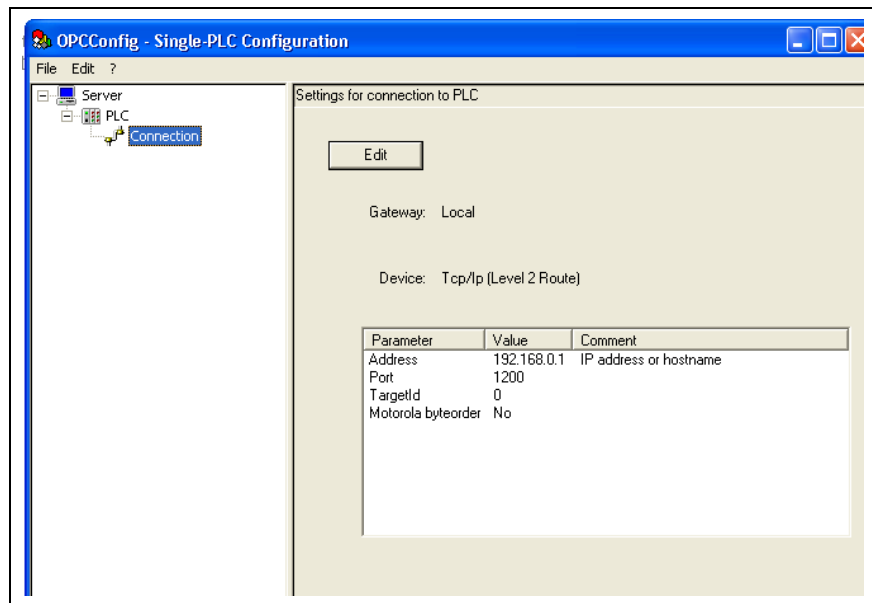 OPCConfig - Single-PLC Configuration
File Edit ?
Server
PLC
Connection
Settings for connection to PLC
Edit
Gateway: Local
Device: Tcp/Ip (Level 2 Route)
Parameter Value Comment
Address 192.168.0.1 IP address or hostname
Port 1200
TargetId 0
Motorola byteorder No